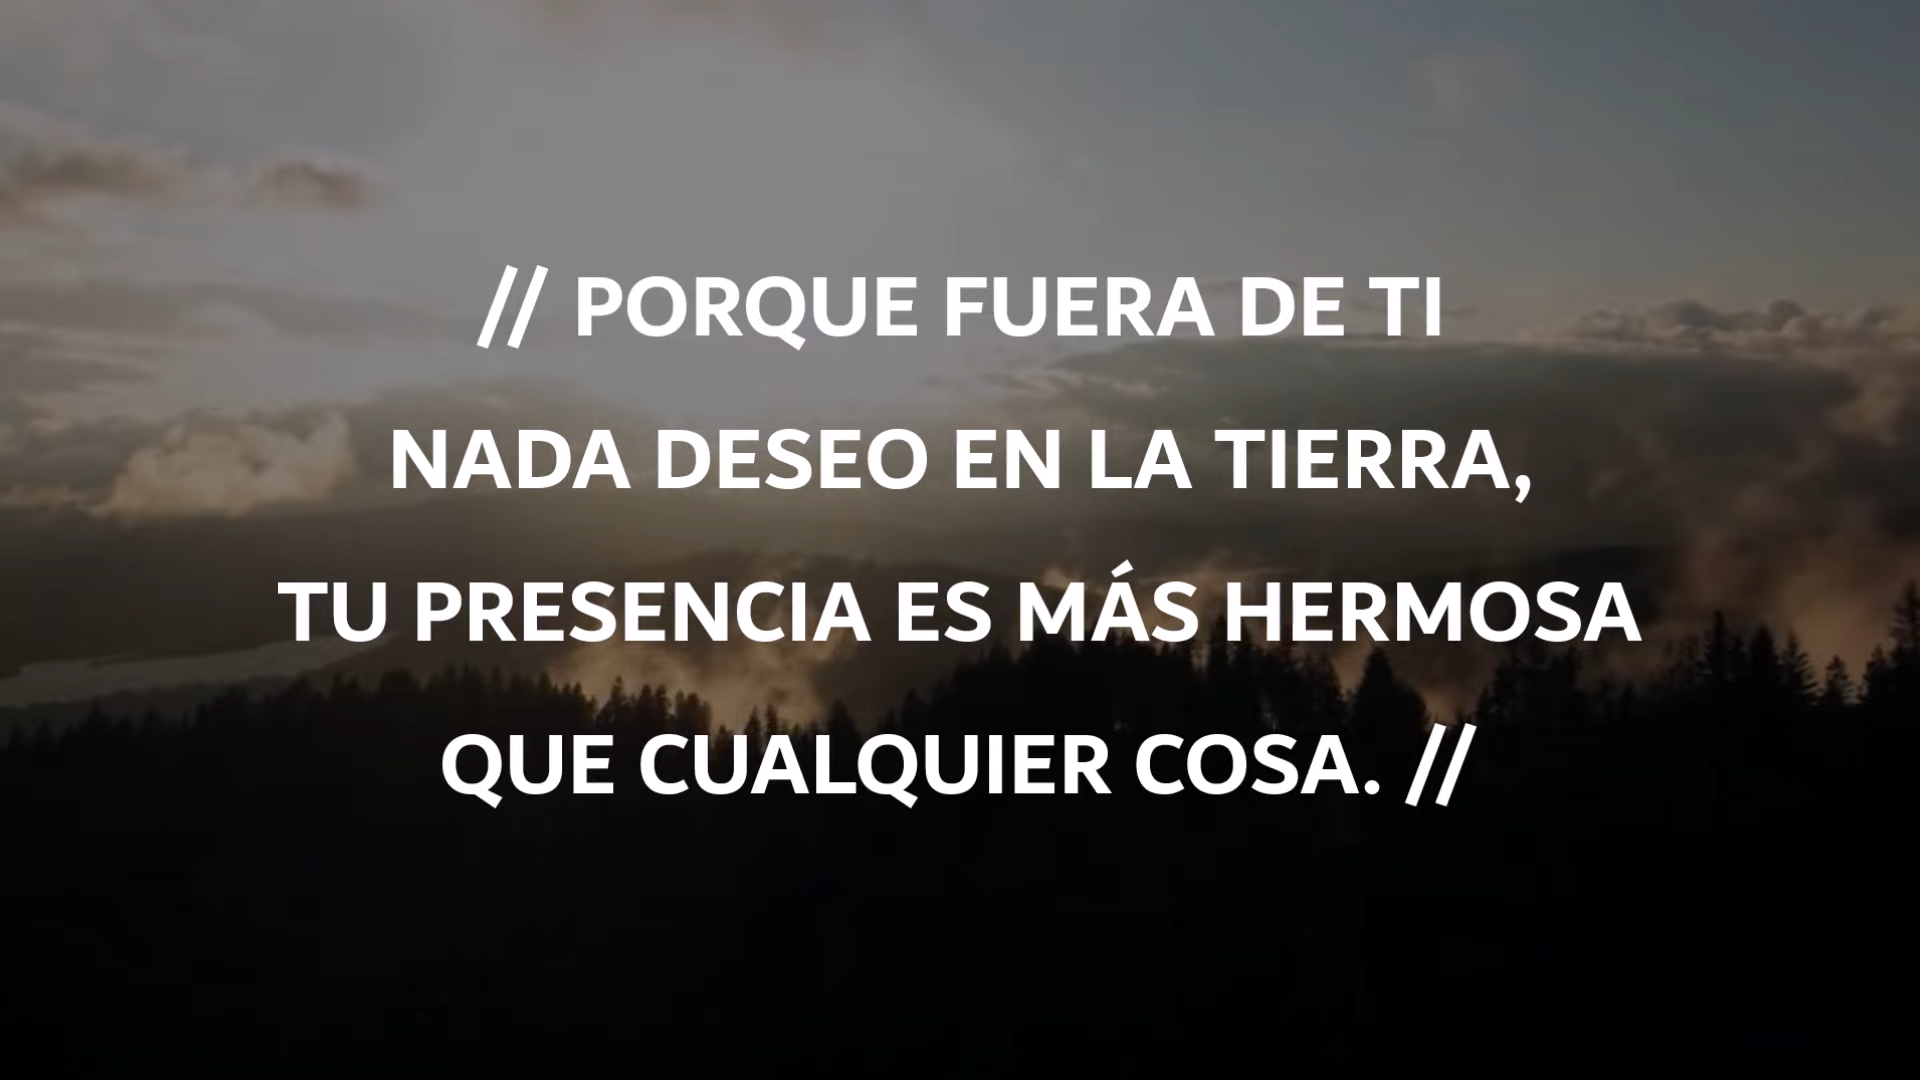 // PORQUE FUERA DE TI
NADA DESEO EN LA TIERRA,
TU PRESENCIA ES MÁS HERMOSA
QUE CUALQUIER COSA. //